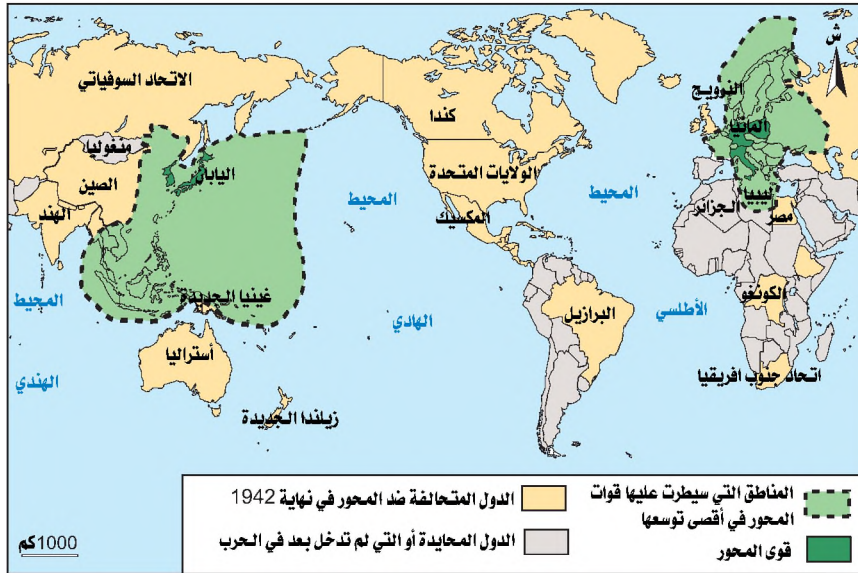 ش
الاتحاد السوفياتي
كندا
النرويج
ألمانيا
منغوليا
اليابان
الصين
الولايات المتحدة
الهند
المحيط
المكسيك
المحيط
ليبيا
الجزائر
مصر
المحيط
غينيا الجديدة
الهادي
البرازيل
الأطلسي
الكونغو
أستراليا
الهندي
اتحاد جنوب افريقيا
زيلندا الجديدة
المناطق التي سيطرت عليها قوات
المحور في أقصى توسعها
قوى المحور
الدول المتحالفة ضد المحور في نهاية 1942
الدول المحايدة أو التي لم تدخل بعد في الحرب
1000كم